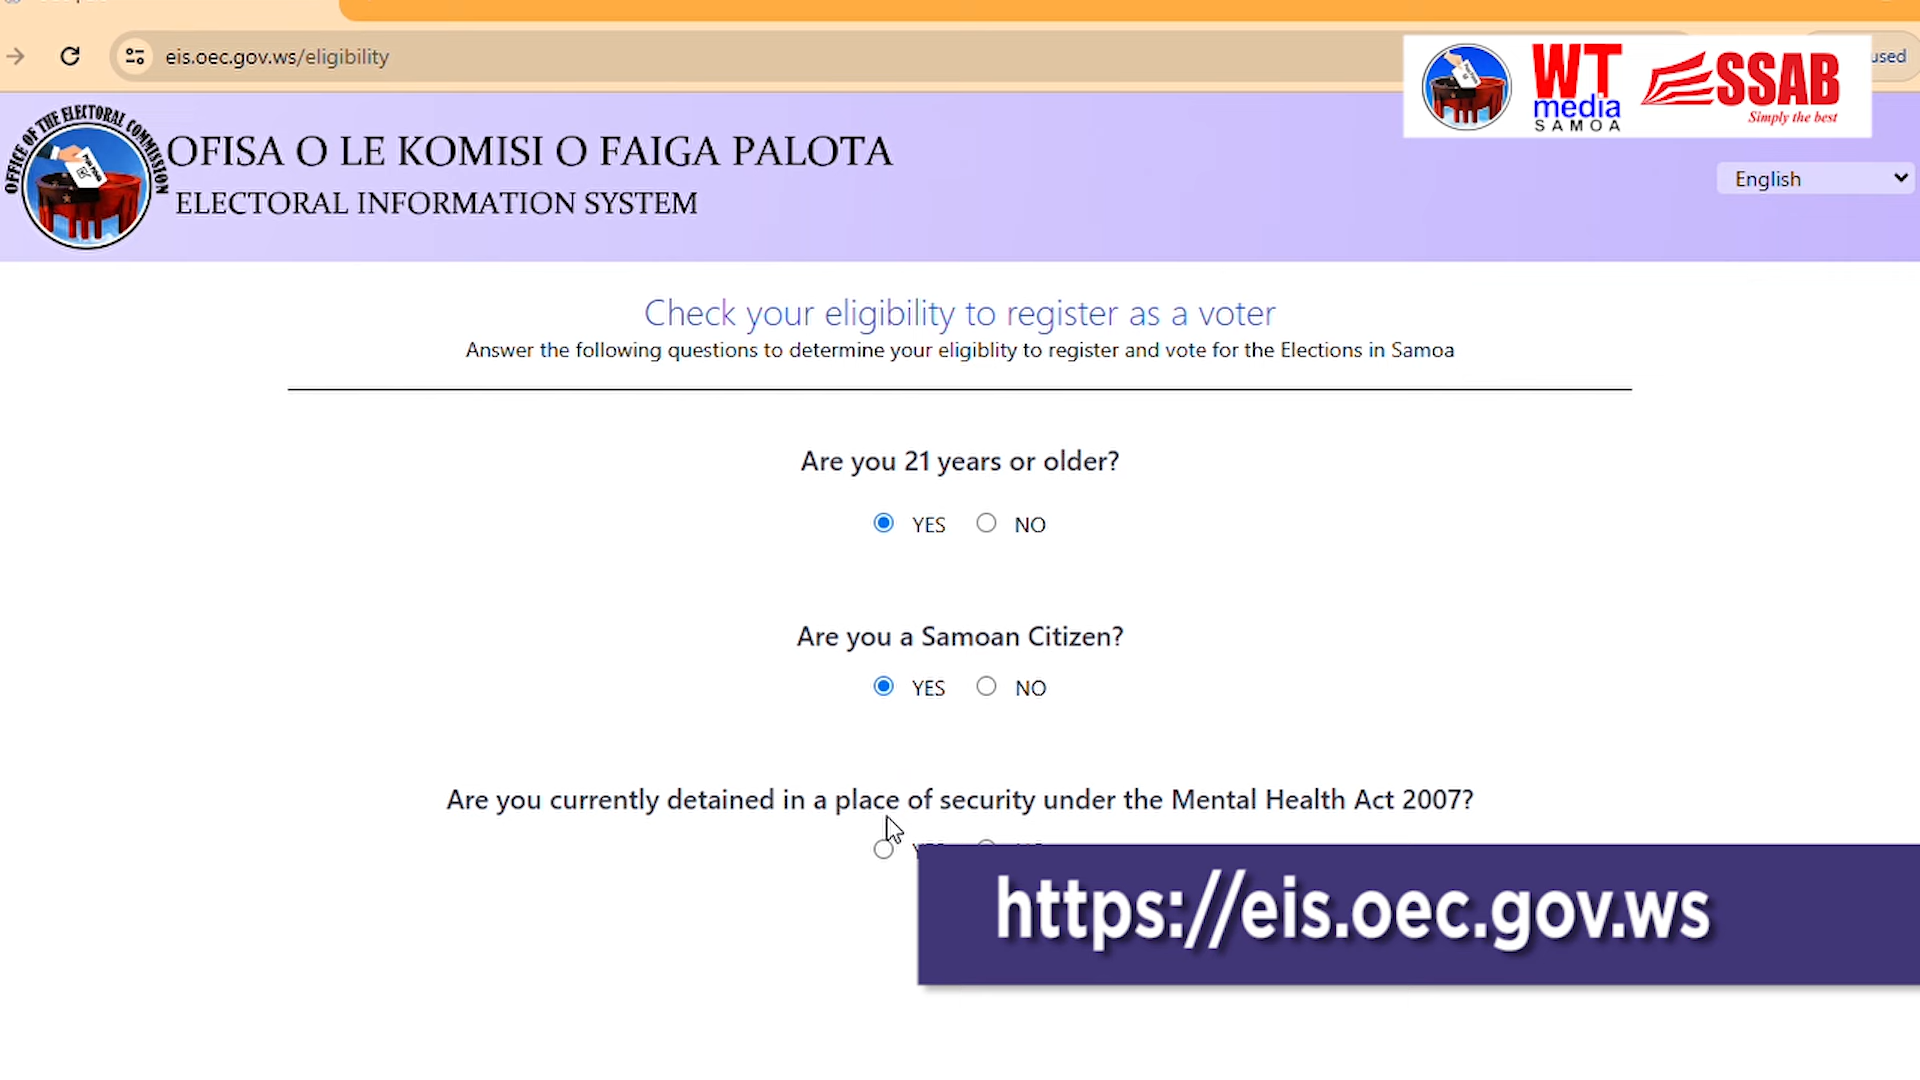 eis.oec.gov.ws/eligibility
used
WT
media
SAMOA
SSAB
Simply the best
OFFICE OF THE ELECTORAL COMMISSION
OFISA O LE KOMISI O FAIGA PALOTA
ELECTORAL INFORMATION SYSTEM
English
Check your eligibility to register as a voter
Answer the following questions to determine your eligiblity to register and vote for the Elections in Samoa
Are you 21 years or older?
YES NO
Are you a Samoan Citizen?
YES NO
Are you currently detained in a place of security under the Mental Health Act 2007?
https://eis.oec.gov.ws